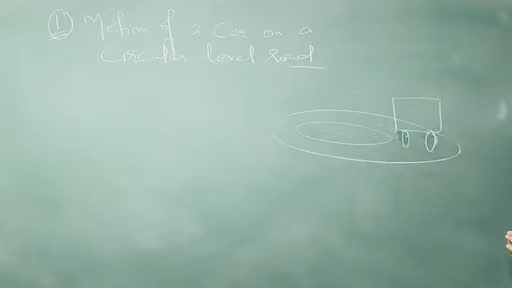 ① Motion of a Car on a
Circular level road